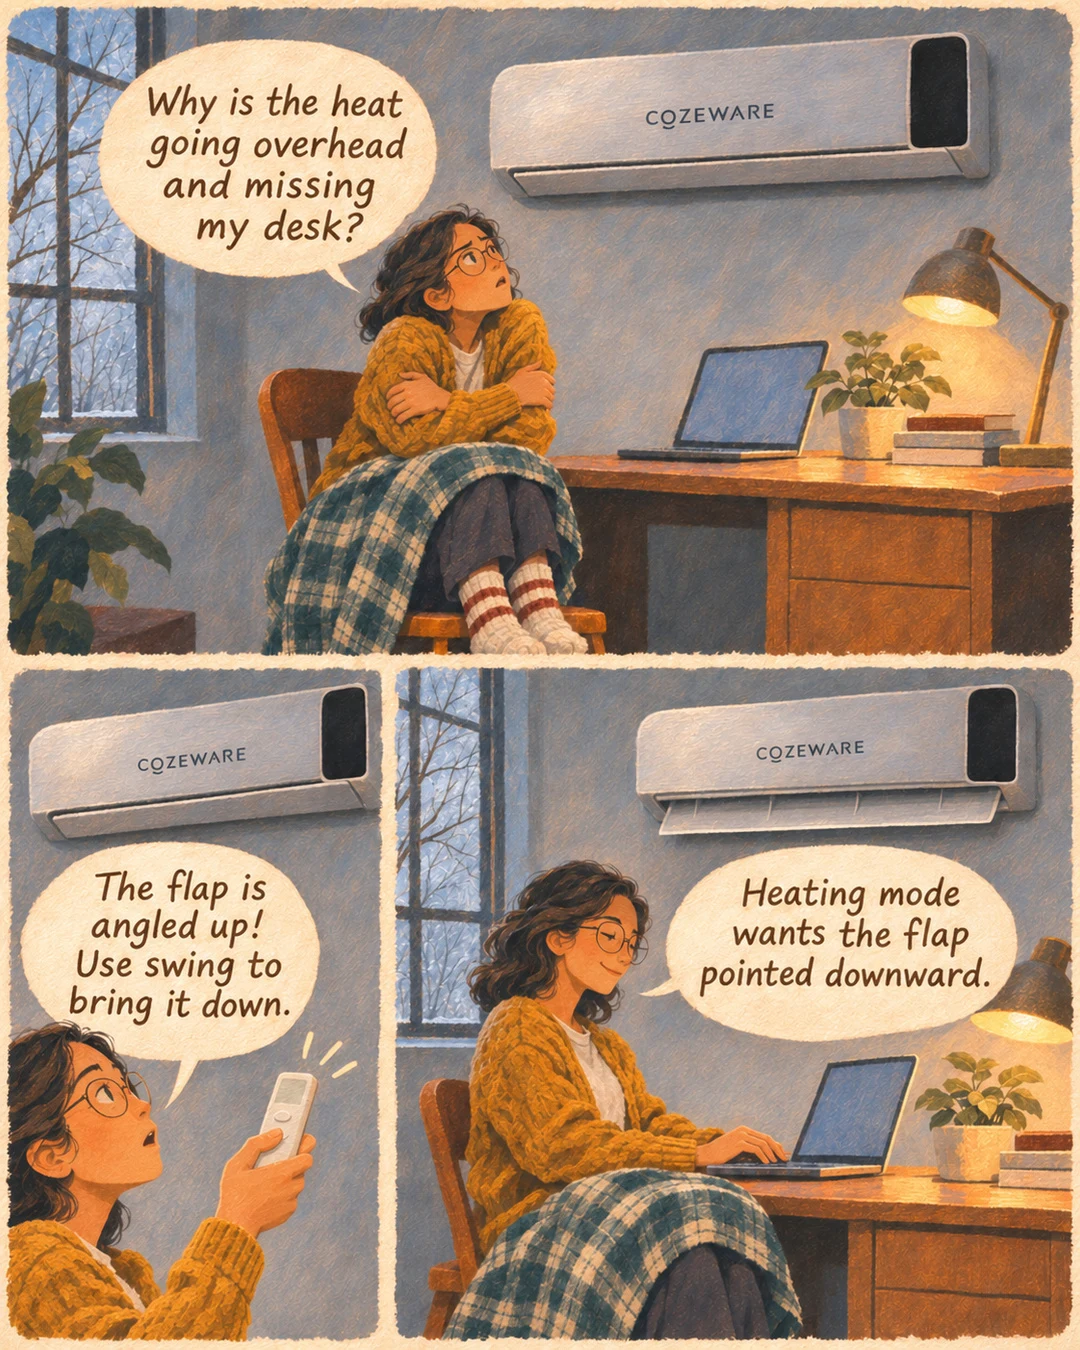 Why is the heat
going overhead
and missing
my desk?
COZEWARE
COZEWARE
The flap is
angled up!
Use swing to
bring it down.
COZEWARE
Heating mode
wants the flap
pointed downward.